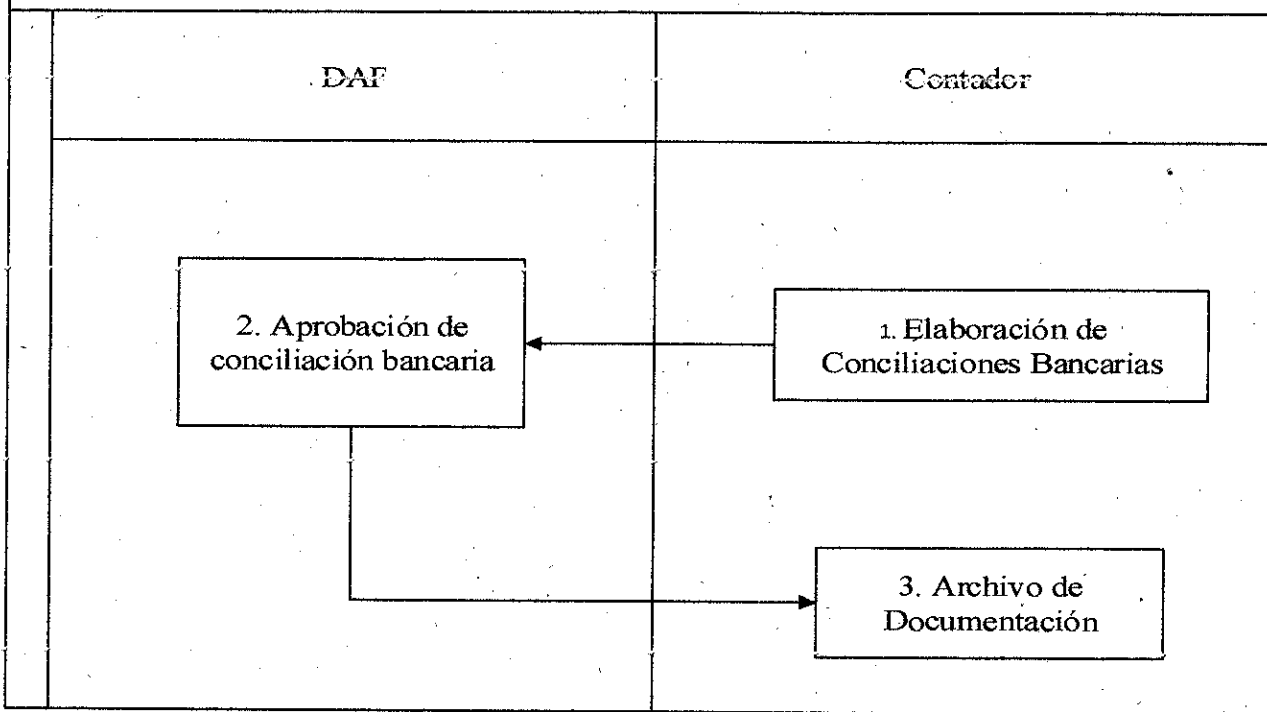 DAF
Contador
2. Aprobación de
conciliación bancaria
1. Elaboración de
Conciliaciones Bancarias
3. Archivo de
Documentación